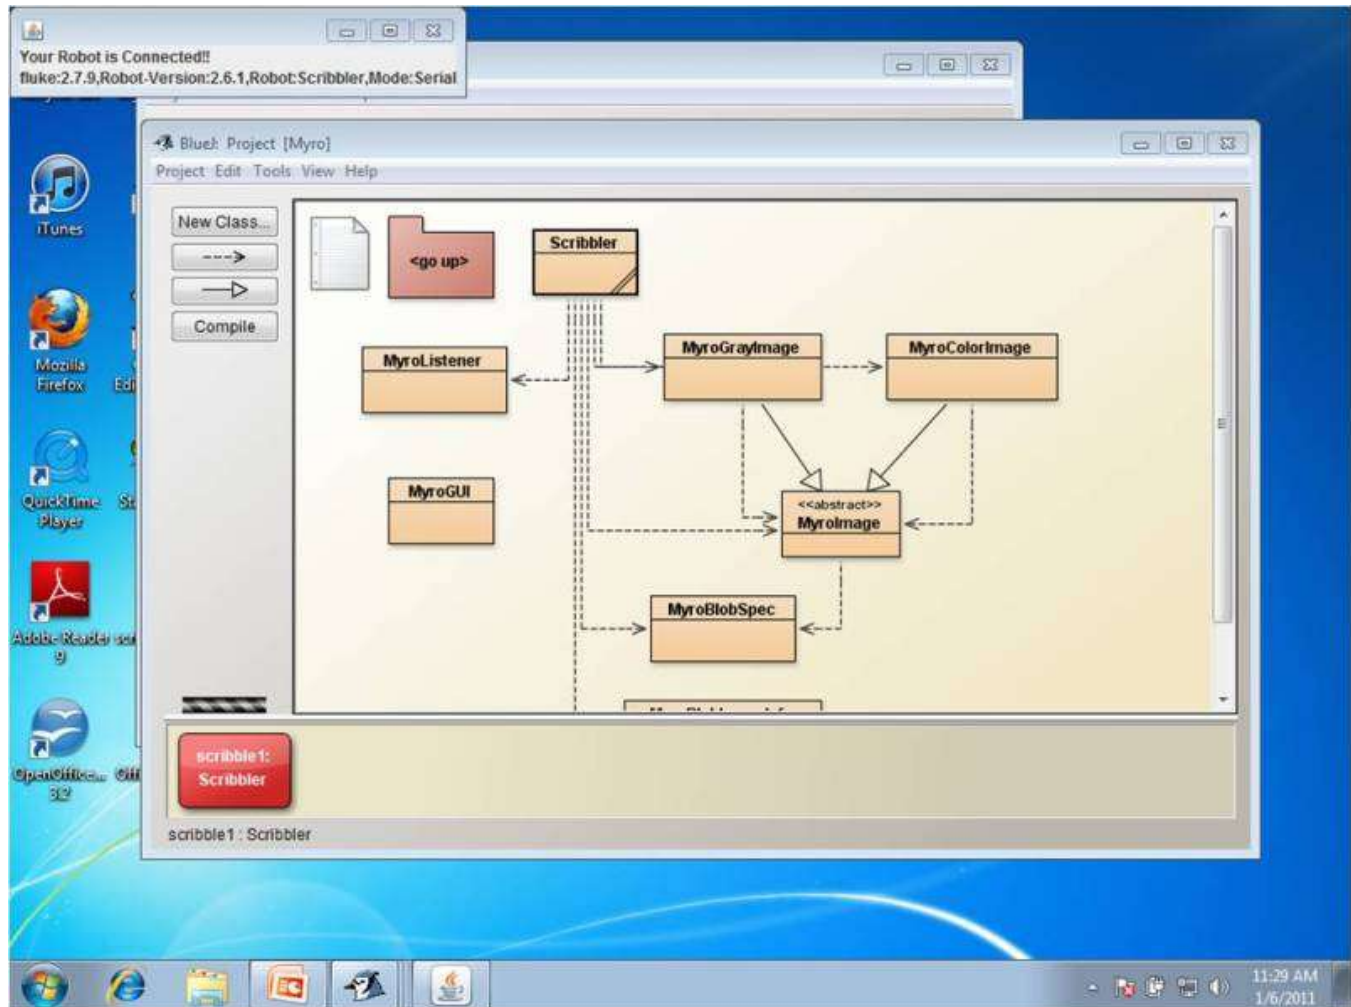 Your Robot is Connected!!
fluke:2.7.9,Robot-Version:2.6.1,Robot:Scribbler,Mode:Serial
BlueJ: Project [Myro]
Project Edit Tools View Help
New Class...
Compile
<go up>
Scribbler
MyroListener
MyroGrayImage
MyroColorImage
MyroGUI
<<abstract>>
MyroImage
MyroBlobSpec
scribble1:
Scribbler
scribble1 : Scribbler
iTunes
Mozilla
Firefox
QuickTime
Player
Adobe Reader
9
OpenOffice...
3.2
11:29 AM
1/6/2011